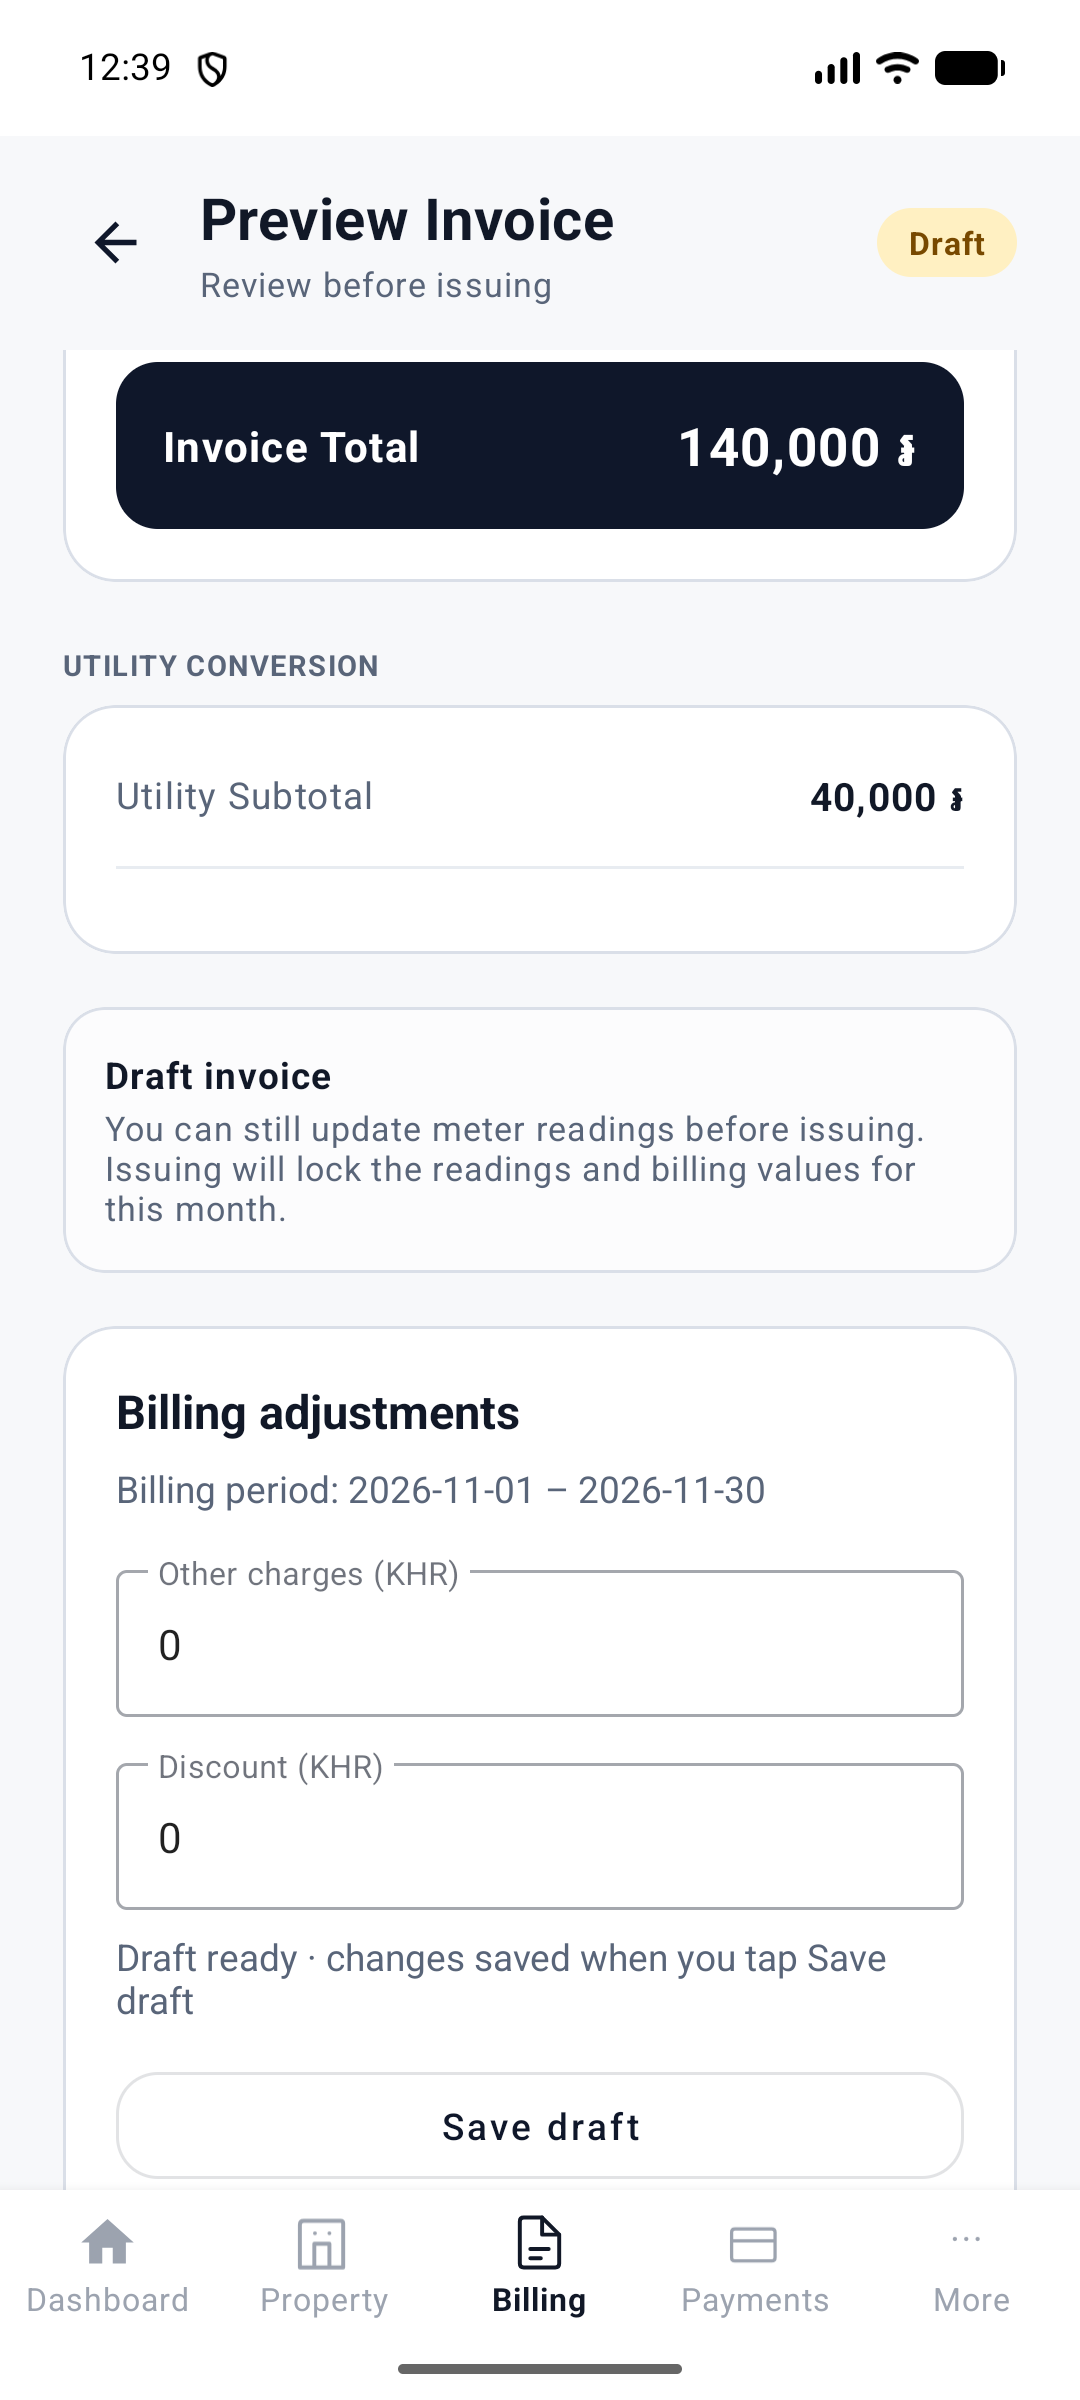 12:39
Preview Invoice
Review before issuing
Draft
Invoice Total 140,000 ៛
UTILITY CONVERSION
Utility Subtotal 40,000 ៛
Draft invoice
You can still update meter readings before issuing.
Issuing will lock the readings and billing values for
this month.
Billing adjustments
Billing period: 2026-11-01 – 2026-11-30
Other charges (KHR)
0
Discount (KHR)
0
Draft ready · changes saved when you tap Save
draft
Save draft
Dashboard Property Billing Payments More